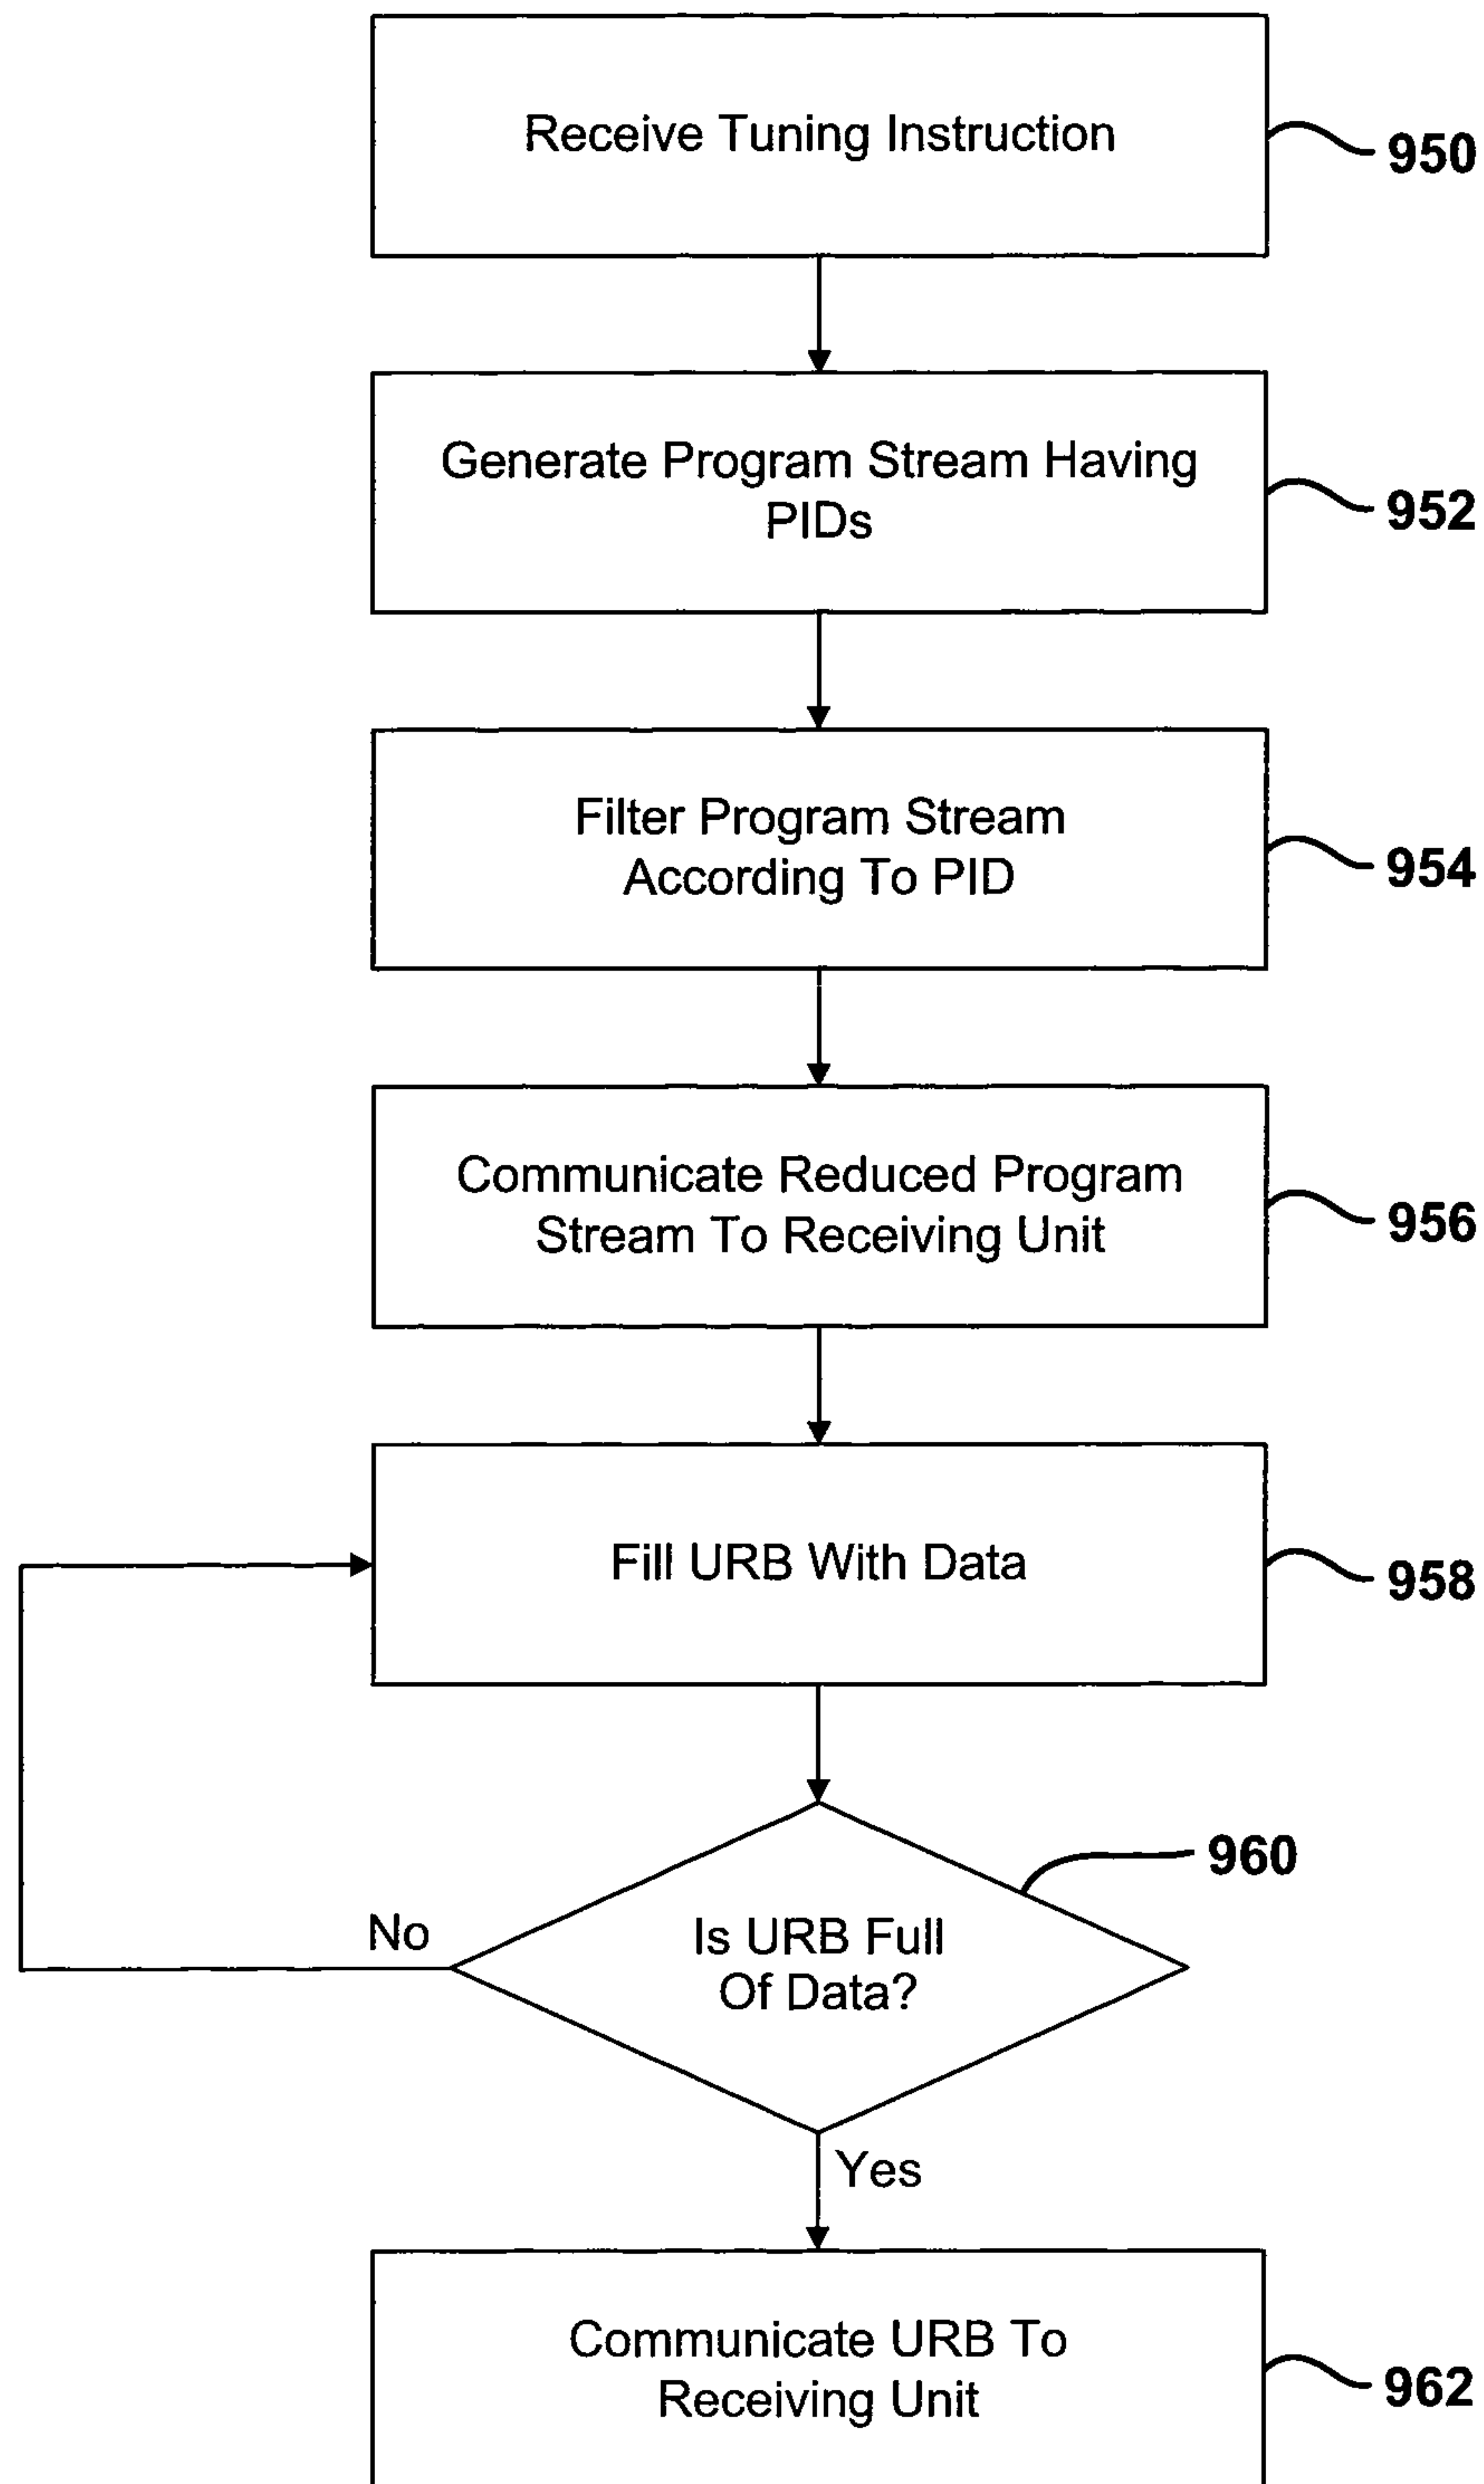 Receive Tuning Instruction
950
Generate Program Stream Having
PIDs
952
Filter Program Stream
According To PID
954
Communicate Reduced Program
Stream To Receiving Unit
956
Fill URB With Data
958
960
Is URB Full
Of Data?
No
Yes
Communicate URB To
Receiving Unit
962